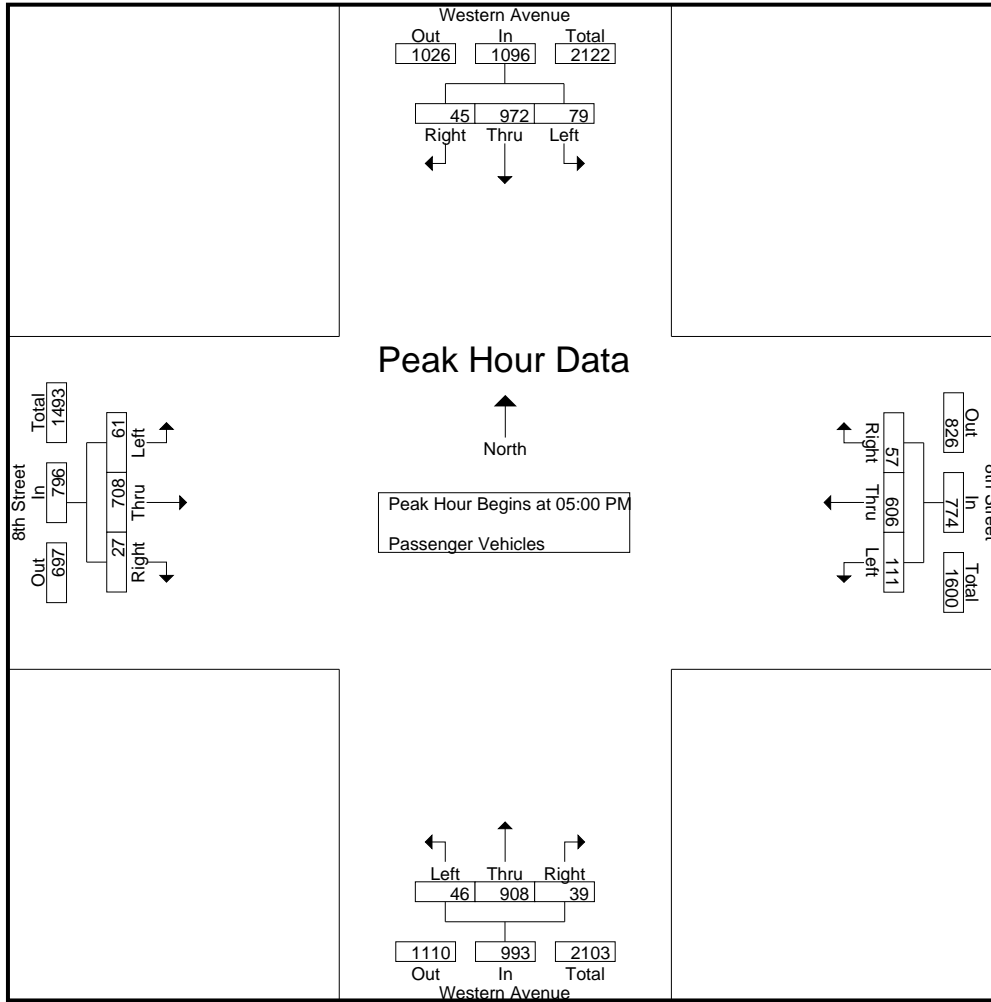 Western Avenue
Out In Total
1026 1096 2122
45 972 79
Right Thru Left
Peak Hour Data
North
Peak Hour Begins at 05:00 PM
Passenger Vehicles
8th Street
Out In Total
697 796 1493
Right Thru Left
27 708 61
8th Street
Out In Total
826 774 1600
Right Thru Left
57 606 111
Left Thru Right
46 908 39
1110 993 2103
Out In Total
Western Avenue